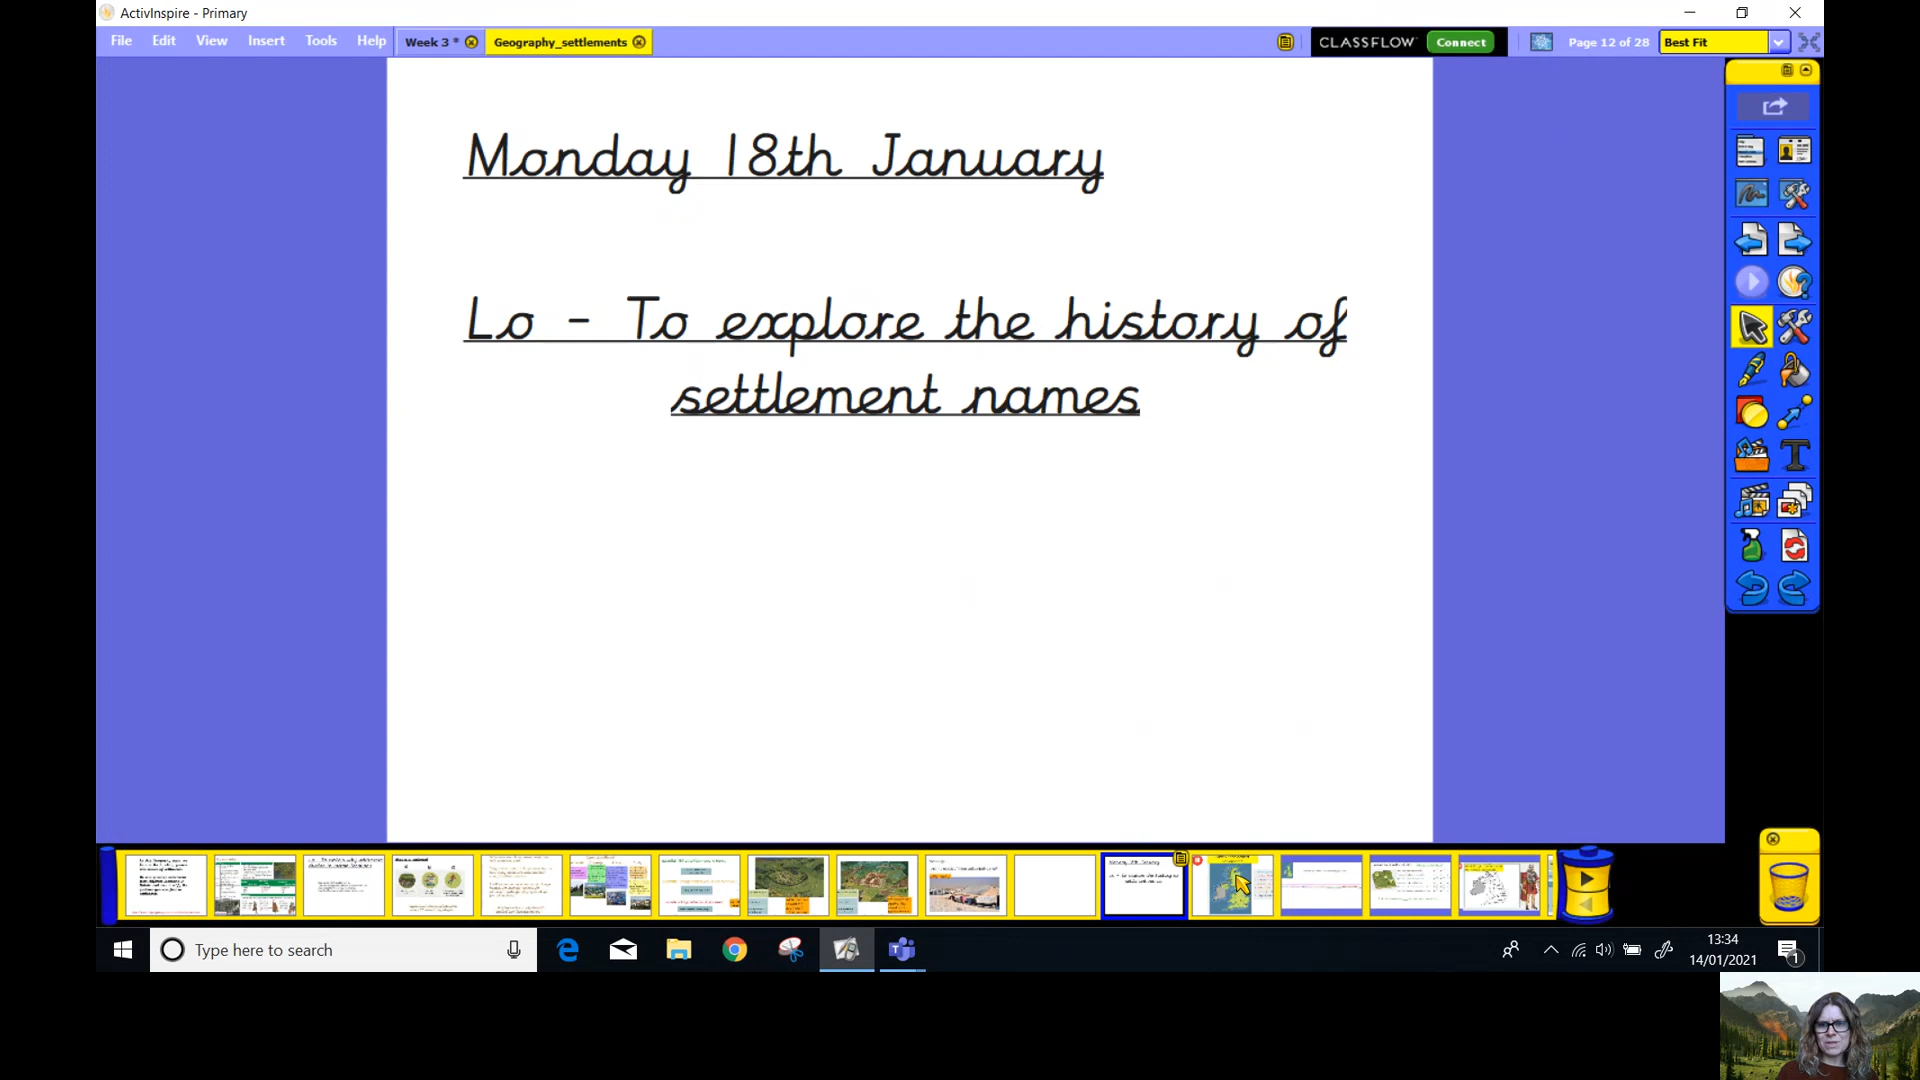 ActivInspire - Primary
File Edit View Insert Tools Help
Week 3 * Geography_settlements
CLASSFLOW Connect
Page 12 of 28 Best Fit
Monday 18th January
Lo - To explore the history of
settlement names
Type here to search
13:34
14/01/2021
1